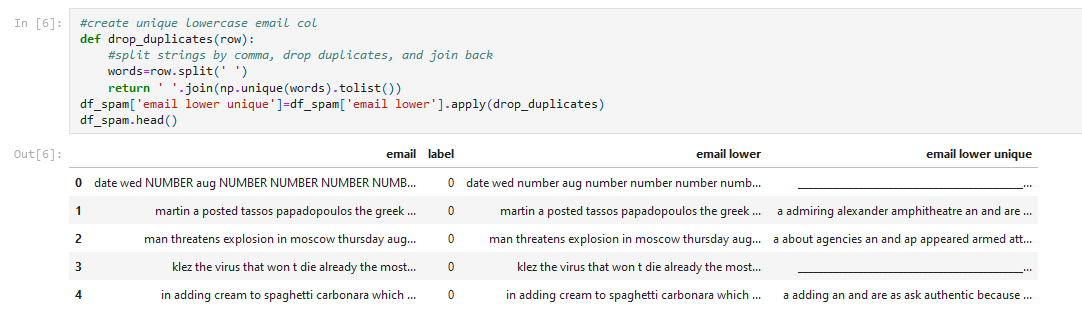 In [6]: #create unique lowercase email col
def drop_duplicates(row):
#split strings by comma, drop duplicates, and join back
words=row.split(' ')
return ' '.join(np.unique(words).tolist())
df_spam['email lower unique']=df_spam['email lower'].apply(drop_duplicates)
df_spam.head()
Out[6]: email label email lower email lower unique
0 date wed NUMBER aug NUMBER NUMBER NUMBER NUMB... 0 date wed number aug number number number numb... ________________________________________...
1 martin a posted tassos papadopoulos the greek ... 0 martin a posted tassos papadopoulos the greek ... a admiring alexander amphitheatre an and are ...
2 man threatens explosion in moscow thursday aug... 0 man threatens explosion in moscow thursday aug... a about agencies an and ap appeared armed att...
3 klez the virus that won t die already the most... 0 klez the virus that won t die already the most... ________________________________________...
4 in adding cream to spaghetti carbonara which ... 0 in adding cream to spaghetti carbonara which ... a adding an and are as ask authentic because ...